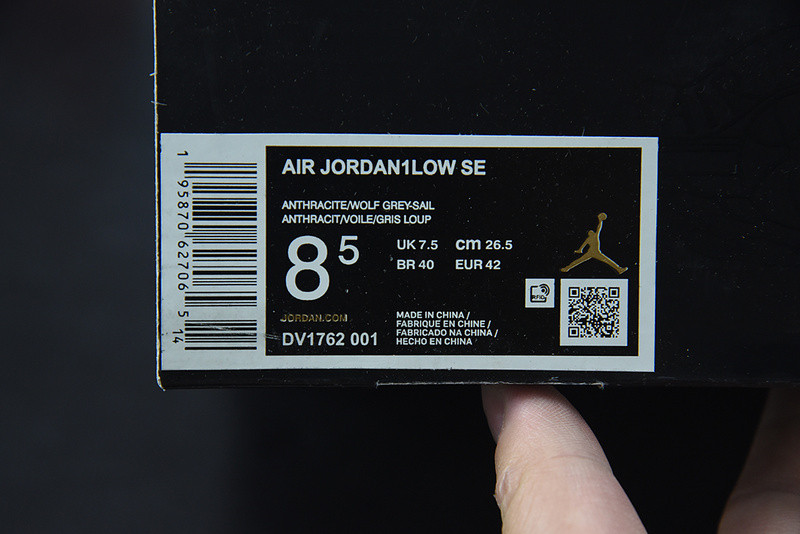 AIR JORDAN1LOW SE
ANTHRACITE/WOLF GREY-SAIL
ANTHRACIT/VOILE/GRIS LOUP
8 5
UK 7.5 cm 26.5
BR 40 EUR 42
RFID
JORDAN.COM
DV1762 001
MADE IN CHINA /
FABRIQUE EN CHINE /
FABRICADO NA CHINA /
HECHO EN CHINA
1 95870 62706 5 14